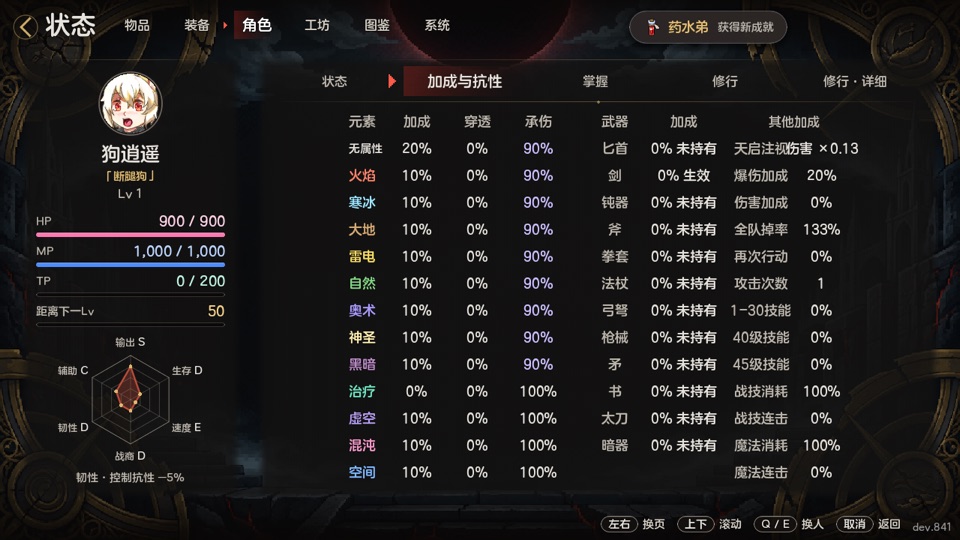 状态 物品 装备 角色 工坊 图鉴 系统 药水弟 获得新成就
状态 加成与抗性 掌握 修行 修行·详细
狗逍遥
「断腿狗」
Lv 1
HP 900 / 900
MP 1,000 / 1,000
TP 0 / 200
距离下一Lv 50
输出 S
辅助 C 生存 D
韧性 D 速度 E
战商 D
韧性·控制抗性 −5%
元素 加成 穿透 承伤
无属性 20% 0% 90%
火焰 10% 0% 90%
寒冰 10% 0% 90%
大地 10% 0% 90%
雷电 10% 0% 90%
自然 10% 0% 90%
奥术 10% 0% 90%
神圣 10% 0% 90%
黑暗 10% 0% 90%
治疗 0% 0% 100%
虚空 10% 0% 100%
混沌 10% 0% 100%
空间 10% 0% 100%
武器 加成
匕首 0% 未持有
剑 0% 生效
钝器 0% 未持有
斧 0% 未持有
拳套 0% 未持有
法杖 0% 未持有
弓弩 0% 未持有
枪械 0% 未持有
矛 0% 未持有
书 0% 未持有
太刀 0% 未持有
暗器 0% 未持有
其他加成
天启注视 伤害 ×0.13
爆伤加成 20%
伤害加成 0%
全队掉率 133%
再次行动 0%
攻击次数 1
1-30技能 0%
40级技能 0%
45级技能 0%
战技消耗 100%
战技连击 0%
魔法消耗 100%
魔法连击 0%
左右 换页 上下 滚动 Q / E 换人 取消 返回 dev.841